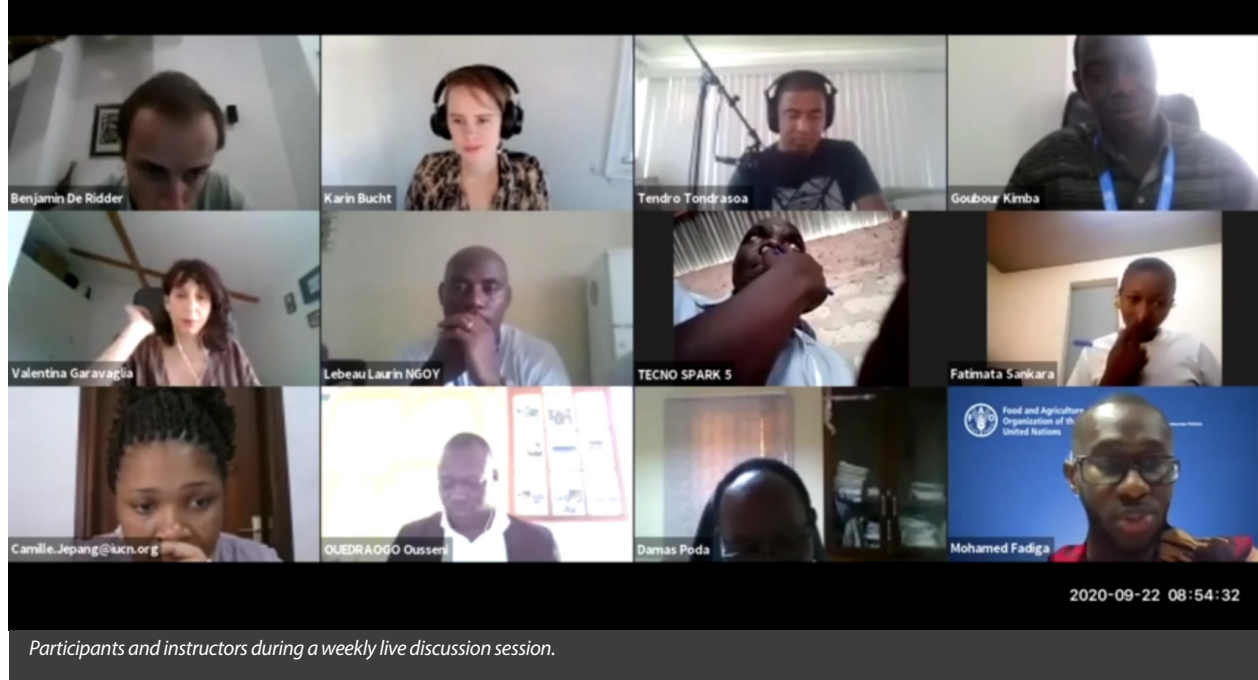 Benjamin De Ridder
Karin Bucht
Tendro Tondrasoa
Goubour Kimba
Valentina Garavaglia
Lebeau Laurin NGOY
TECNO SPARK 5
Fatimata Sankara
Camille.Jepang@iucn.org
OUEDRAOGO Ousseni
Damas Poda
Food and Agriculture
Organization of th
United Nations
Mohamed Fadiga
2020-09-22 08:54:32
Participants and instructors during a weekly live discussion session.